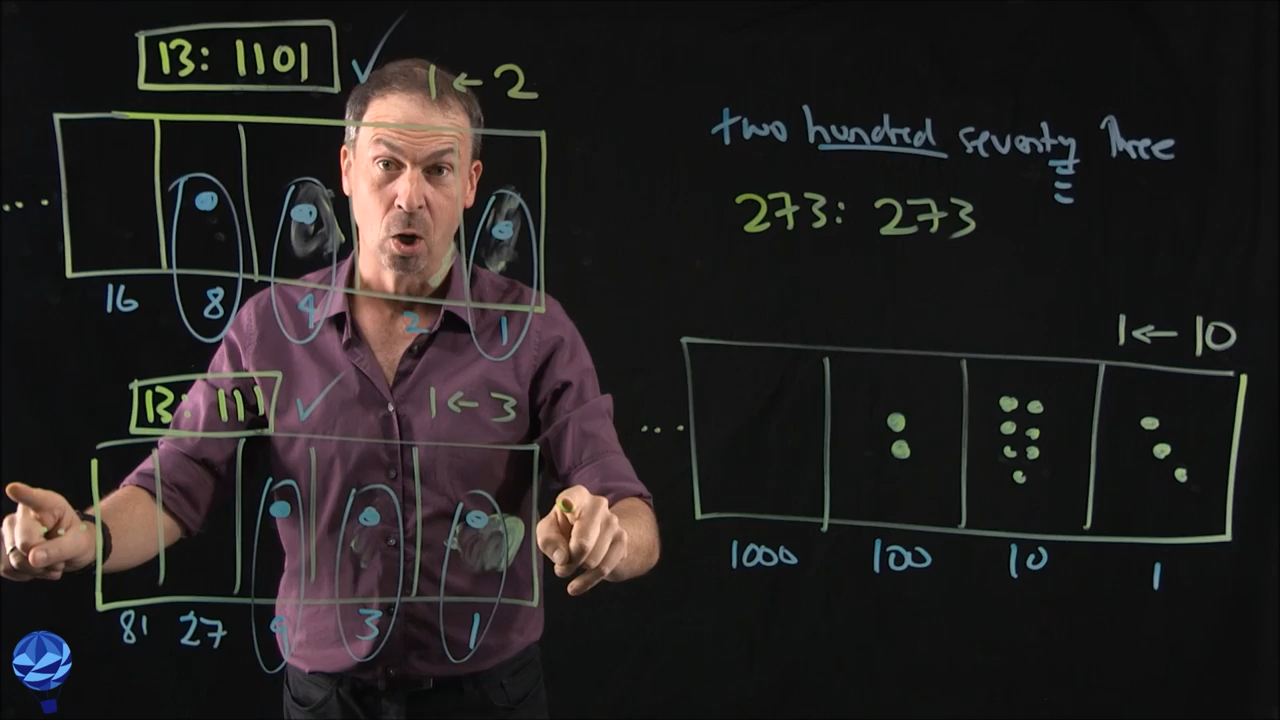 13: 1101
1 ← 2
16 8 4 2 1
13: 111
1 ← 3
81 27 9 3 1
two hundred seventy three
273: 273
1 ← 10
1000 100 10 1